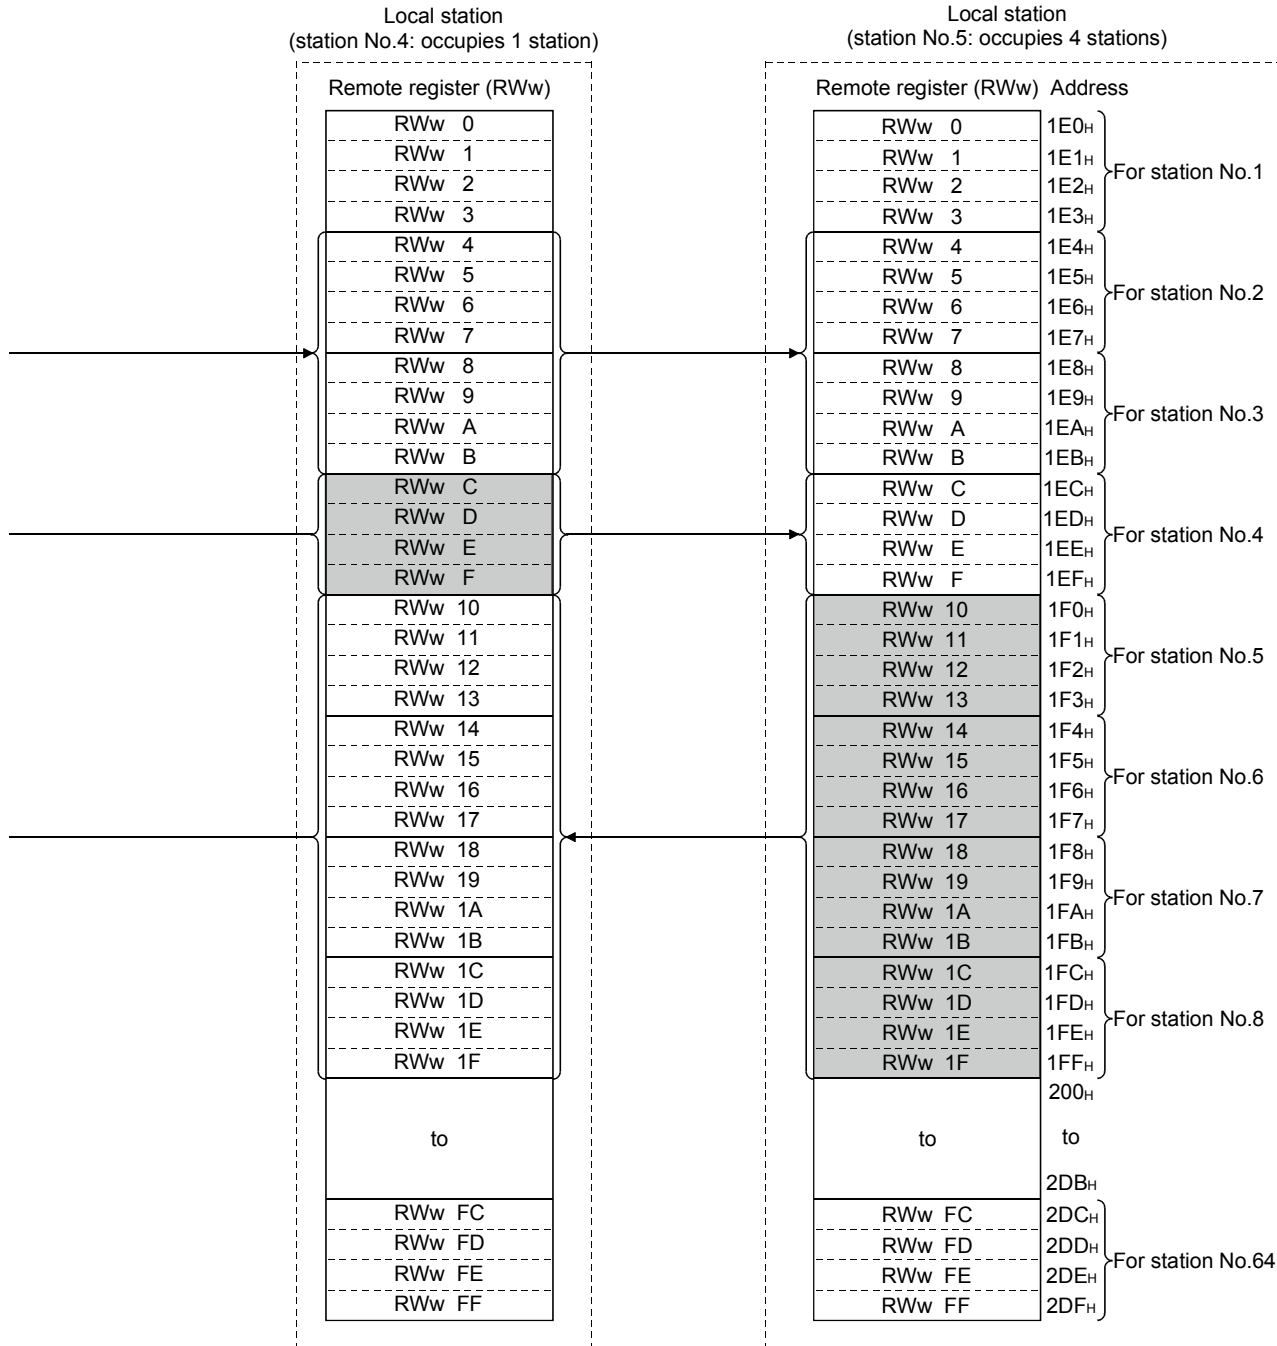 Local station
(station No.4: occupies 1 station)
Remote register (RWw)
RWw 0
RWw 1
RWw 2
RWw 3
RWw 4
RWw 5
RWw 6
RWw 7
RWw 8
RWw 9
RWw A
RWw B
RWw C
RWw D
RWw E
RWw F
RWw 10
RWw 11
RWw 12
RWw 13
RWw 14
RWw 15
RWw 16
RWw 17
RWw 18
RWw 19
RWw 1A
RWw 1B
RWw 1C
RWw 1D
RWw 1E
RWw 1F
to
RWw FC
RWw FD
RWw FE
RWw FF
Local station
(station No.5: occupies 4 stations)
Remote register (RWw) Address
RWw 0 1E0H
RWw 1 1E1H
For station No.1
RWw 2 1E2H
RWw 3 1E3H
RWw 4 1E4H
RWw 5 1E5H
For station No.2
RWw 6 1E6H
RWw 7 1E7H
RWw 8 1E8H
RWw 9 1E9H
For station No.3
RWw A 1EAH
RWw B 1EBH
RWw C 1ECH
RWw D 1EDH
For station No.4
RWw E 1EEH
RWw F 1EFH
RWw 10 1F0H
RWw 11 1F1H
For station No.5
RWw 12 1F2H
RWw 13 1F3H
RWw 14 1F4H
RWw 15 1F5H
For station No.6
RWw 16 1F6H
RWw 17 1F7H
RWw 18 1F8H
RWw 19 1F9H
For station No.7
RWw 1A 1FAH
RWw 1B 1FBH
RWw 1C 1FCH
RWw 1D 1FDH
For station No.8
RWw 1E 1FEH
RWw 1F 1FFH
200H
to to
2DBH
RWw FC 2DCH
RWw FD 2DDH
For station No.64
RWw FE 2DEH
RWw FF 2DFH